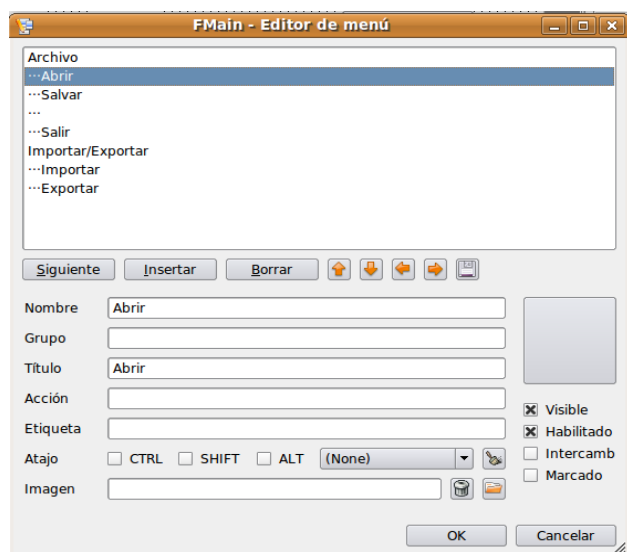 FMain - Editor de menú
Archivo
···Abrir
···Salvar
···
···Salir
Importar/Exportar
···Importar
···Exportar
Siguiente Insertar Borrar
Nombre Abrir
Grupo
Título Abrir
Acción
Visible
Etiqueta
Habilitado
Atajo CTRL SHIFT ALT (None)
Intercamb
Marcado
Imagen
OK Cancelar